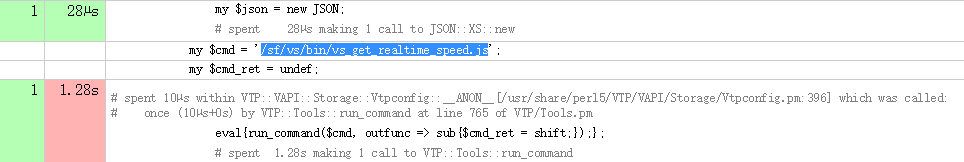 1 28µs my $json = new JSON;
# spent 28µs making 1 call to JSON::XS::new
my $cmd = '/sf/vs/bin/vs_get_realtime_speed.js';
my $cmd_ret = undef;
1 1.28s # spent 10µs within VTP::VAPI::Storage::Vtpconfig::__ANON__[/usr/share/perl5/VTP/VAPI/Storage/Vtpconfig.pm:396] which was called:
# once (10µs+0s) by VTP::Tools::run_command at line 765 of VTP/Tools.pm
eval{run_command($cmd, outfunc => sub{$cmd_ret = shift;});};
# spent 1.28s making 1 call to VTP::Tools::run_command